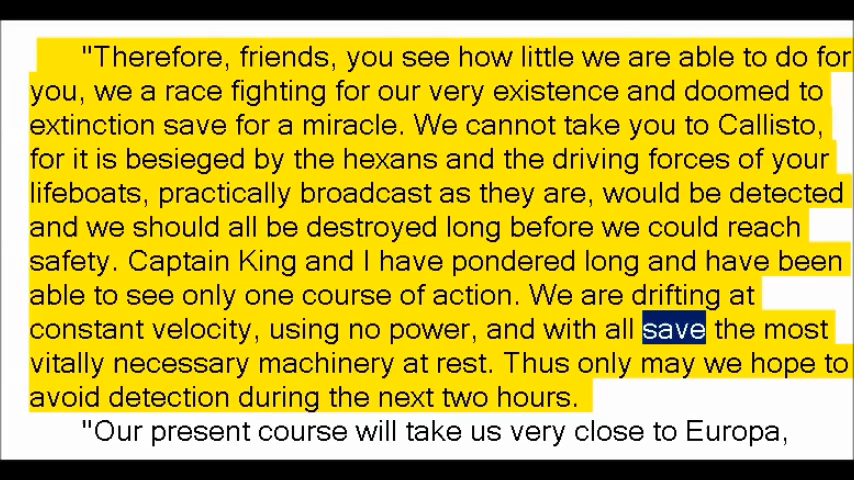 "Therefore, friends, you see how little we are able to do for
you, we a race fighting for our very existence and doomed to
extinction save for a miracle. We cannot take you to Callisto,
for it is besieged by the hexans and the driving forces of your
lifeboats, practically broadcast as they are, would be detected
and we should all be destroyed long before we could reach
safety. Captain King and I have pondered long and have been
able to see only one course of action. We are drifting at
constant velocity, using no power, and with all save the most
vitally necessary machinery at rest. Thus only may we hope to
avoid detection during the next two hours.
"Our present course will take us very close to Europa,